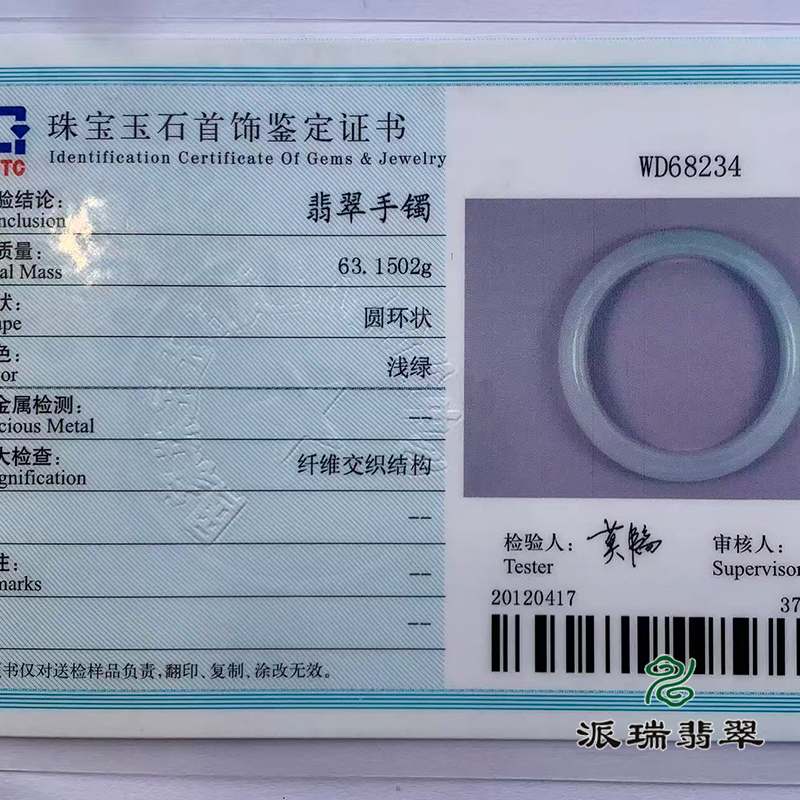 珠宝玉石首饰鉴定证书
Identification Certificate Of Gems & Jewelry
TC
验结论：
nclusion
翡翠手镯
质量：
al Mass
63.1502g
状：
ape
圆环状
色：
or
浅绿
金属检测：
cious Metal
--
大检查：
gnification
纤维交织结构
--
注：
marks
--
--
证书仅对送检样品负责，翻印、复制、涂改无效。
WD68234
检验人：
Tester
审核人：
Supervisor
20120417
37
派瑞翡翠